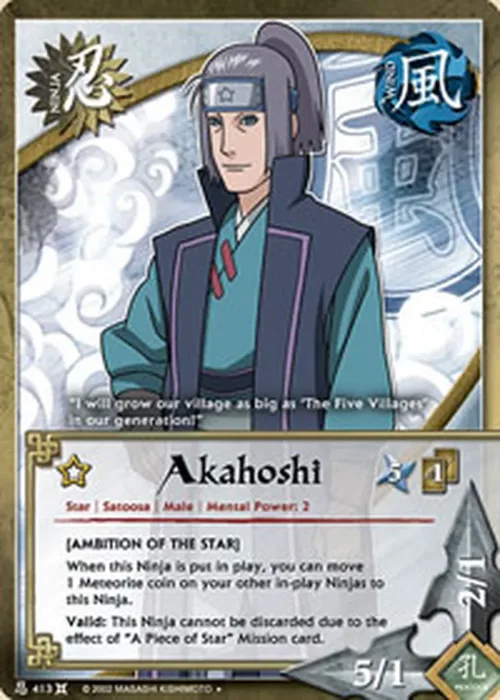 NINJA 忍
WIND 風
"I will grow our village as big as 'The Five Villages'
in our generation!"
Akahoshi
5 1
Star | Satoosa | Male | Mental Power: 2
[AMBITION OF THE STAR]
When this Ninja is put in play, you can move
1 Meteorite coin on your other in-play Ninjas to
this Ninja.
Valid: This Ninja cannot be discarded due to the
effect of "A Piece of Star" Mission card.
2/1
5/1
孔
忍 413 © 2002 MASASHI KISHIMOTO